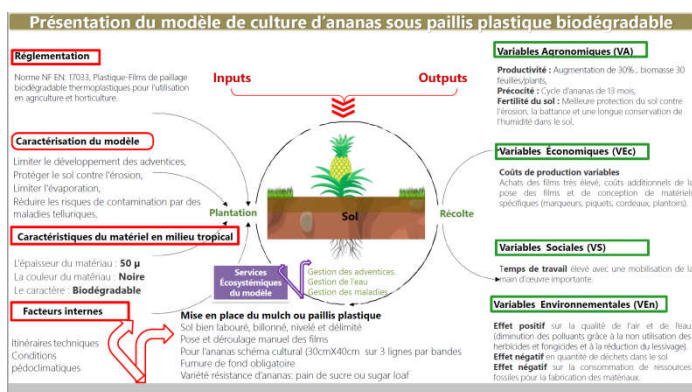 Présentation du modèle de culture d'ananas sous paillis plastique biodégradable
Réglementation
Norme NF EN: 17033, Plastique-Films de paillage
biodégradable thermoplastiques pour l'utilisation
en agriculture et horticulture.
Caractérisation du modèle
Limiter le développement des adventices,
Protéger le sol contre l'érosion,
Limiter l'évaporation,
Réduire les risques de contamination par des
maladies telluriques.
Caractéristiques du matériel en milieu tropical
L'épaisseur du matériau : 50 µ
La couleur du matériau : Noire
Le caractère : Biodégradable
Facteurs internes
Itinéraires techniques
Conditions
pédoclimatiques
Inputs
Outputs
Plantation
Sol
Récolte
Services
Écosystémiques
du modèle
Gestion des adventices.
Gestion de l'eau
Gestion des maladies
Mise en place du mulch ou paillis plastique
Sol bien labouré, billonné, nivelé et délimité
Pose et déroulage manuel des films
Pour l'ananas schéma cultural (30cmX40cm sur 3 lignes par bandes
Fumure de fond obligatoire
Variété résistance d'ananas: pain de sucre ou sugar loaf
Variables Agronomiques (VA)
Productivité : Augmentation de 30% , biomasse 30
feuilles/plants,
Précocité : Cycle d'ananas de 13 mois,
Fertilité du sol : Meilleure protection du sol contre
l'érosion, la battance et une longue conservation de
l'humidité dans le sol.
Variables Économiques (VEc)
Coûts de production variables
Achats des films très élevé, coûts additionnels de la
pose des films et de conception de matériels
spécifiques (marqueurs, piquets, cordeaux, plantoirs).
Variables Sociales (VS)
Temps de travail élevé avec une mobilisation de la
main d'œuvre importante.
Variables Environnementales (VEn)
Effet positif sur la qualité de l'air et de l'eau
(diminution des polluants grâce à la non utilisation des
herbicides et fongicides et à la réduction du lessivage)
Effet négatif en quantité de déchets dans le sol
Effet négatif sur la consommation de ressources
fossiles pour la fabrication des matériaux.